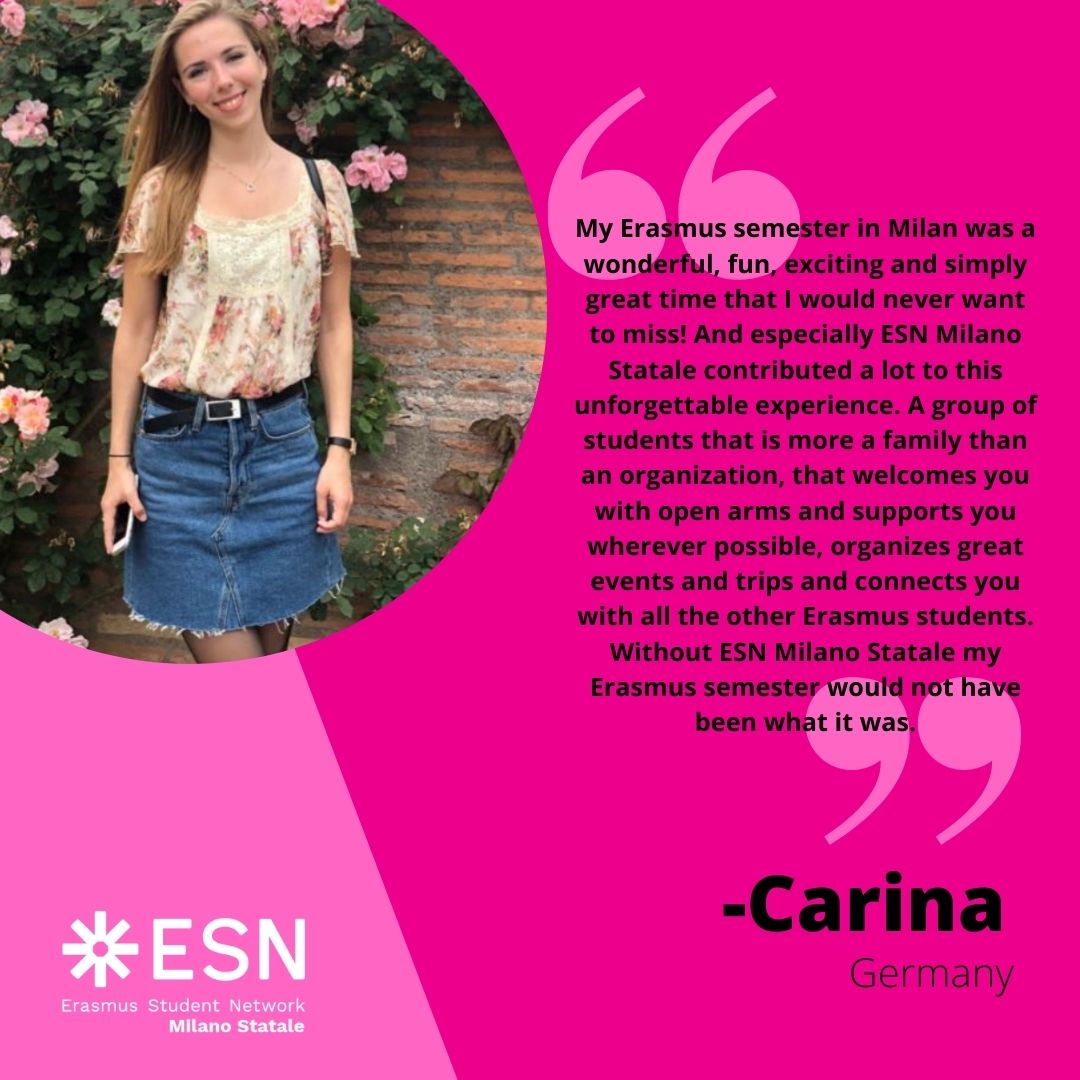 My Erasmus semester in Milan was a
wonderful, fun, exciting and simply
great time that I would never want
to miss! And especially ESN Milano
Statale contributed a lot to this
unforgettable experience. A group of
students that is more a family than
an organization, that welcomes you
with open arms and supports you
wherever possible, organizes great
events and trips and connects you
with all the other Erasmus students.
Without ESN Milano Statale my
Erasmus semester would not have
been what it was.
-Carina
Germany
ESN
Erasmus Student Network
Milano Statale